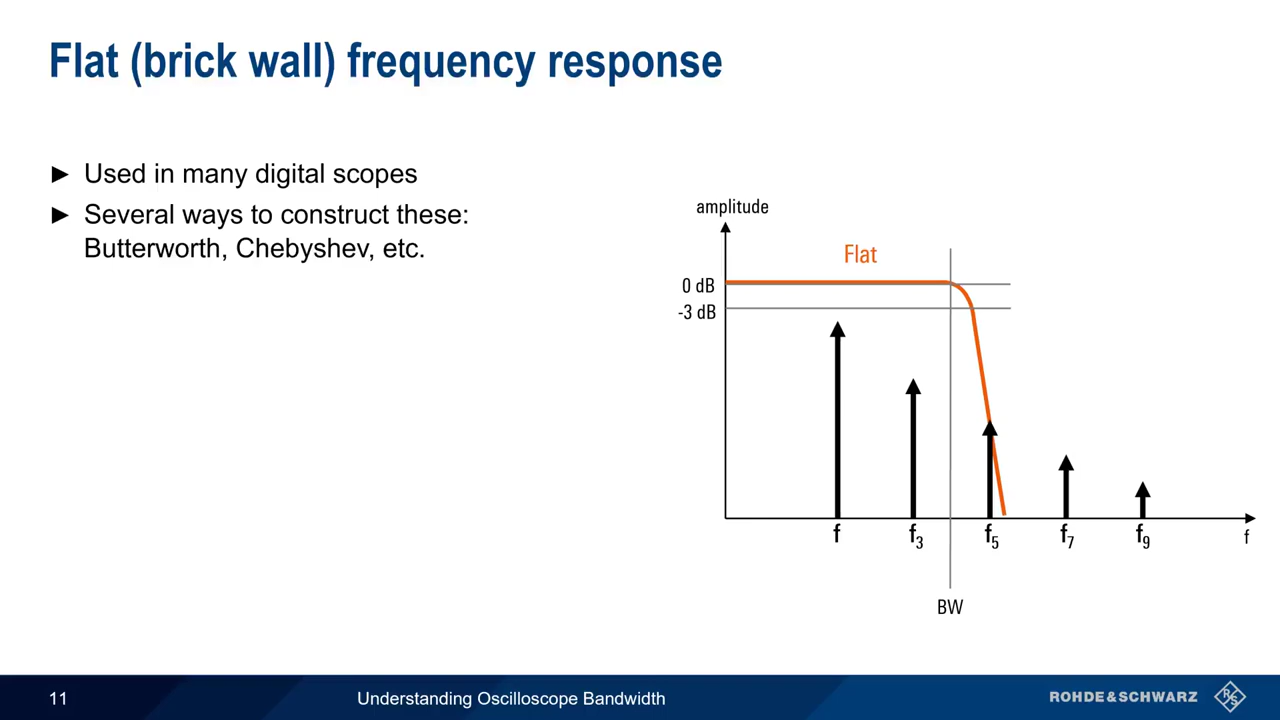 Flat (brick wall) frequency response
► Used in many digital scopes
► Several ways to construct these:
Butterworth, Chebyshev, etc.
amplitude
Flat
0 dB
-3 dB
f
f3
f5
f7
f9
f
BW
11
Understanding Oscilloscope Bandwidth
ROHDE & SCHWARZ
R S